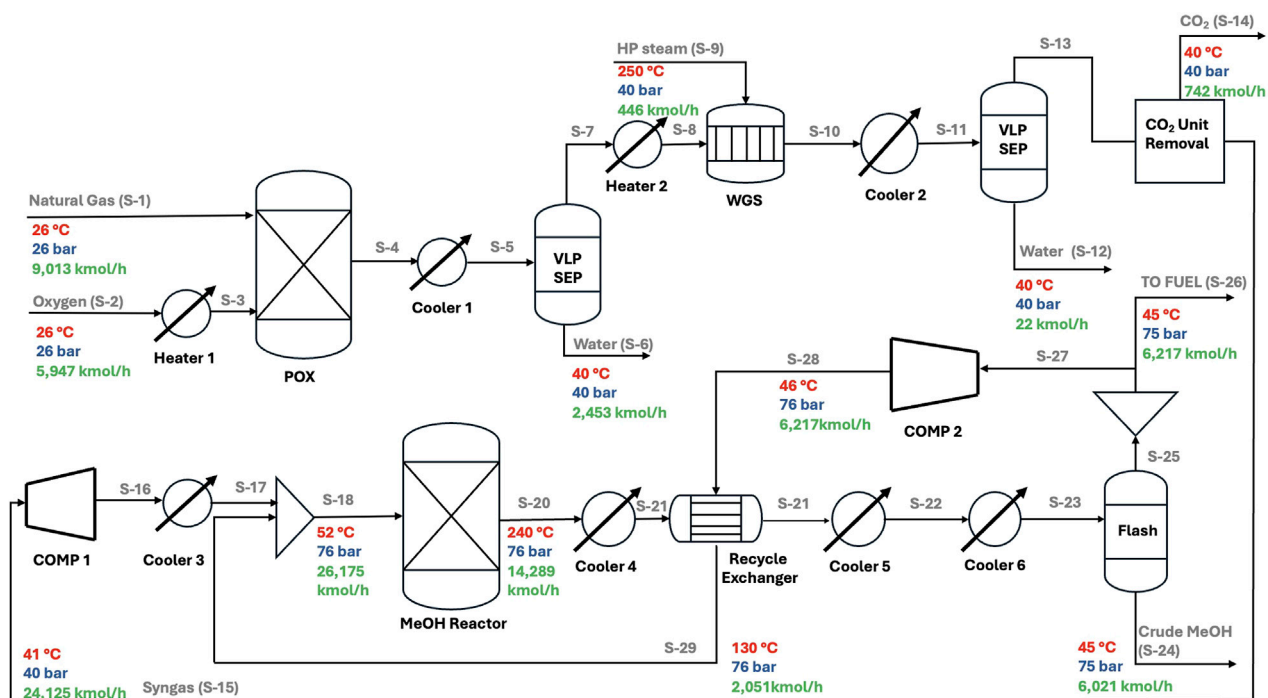 CO₂ (S-14)
40 °C
40 bar
742 kmol/h
S-13
HP steam (S-9)
250 °C
40 bar
446 kmol/h
S-7
S-8
Heater 2
WGS
S-10
Cooler 2
S-11
VLP
SEP
CO₂ Unit
Removal
Water (S-12)
40 °C
40 bar
22 kmol/h
Natural Gas (S-1)
26 °C
26 bar
9,013 kmol/h
Oxygen (S-2)
26 °C
26 bar
5,947 kmol/h
Heater 1
S-3
POX
S-4
Cooler 1
S-5
VLP
SEP
Water (S-6)
40 °C
40 bar
2,453 kmol/h
TO FUEL (S-26)
45 °C
75 bar
6,217 kmol/h
S-27
COMP 2
S-28
46 °C
76 bar
6,217kmol/h
S-25
COMP 1
S-16
Cooler 3
S-17
S-18
52 °C
76 bar
26,175
kmol/h
MeOH Reactor
S-20
240 °C
76 bar
14,289
kmol/h
Cooler 4
S-21
Recycle
Exchanger
S-21
Cooler 5
S-22
Cooler 6
S-23
Flash
Crude MeOH
(S-24)
45 °C
75 bar
6,021 kmol/h
S-29
130 °C
76 bar
2,051kmol/h
41 °C
40 bar
24,125 kmol/h
Syngas (S-15)